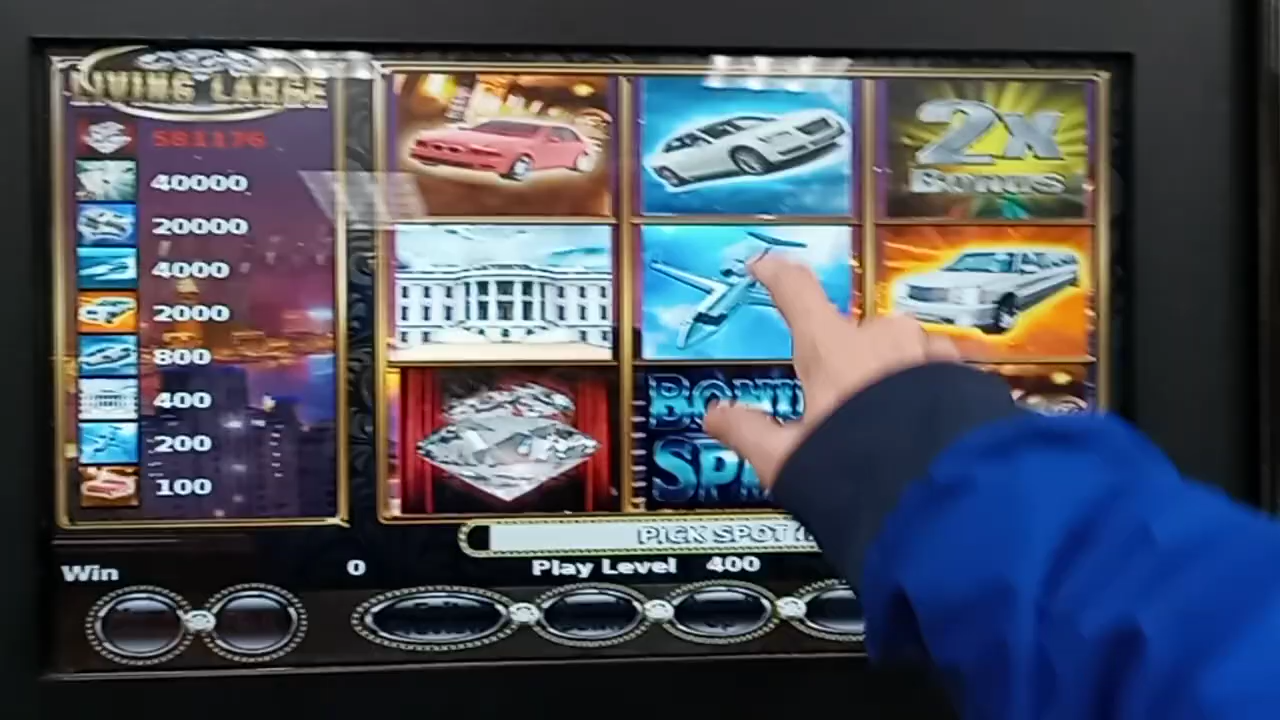 LIVING LARGE
581176
40000
20000
4000
2000
800
400
200
100
2x
BONUS
PICK SPOT
Win 0 Play Level 400